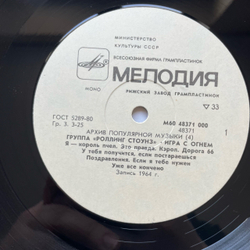 МИНИСТЕРСТВО
КУЛЬТУРЫ СССР
ВСЕСОЮЗНАЯ ФИРМА ГРАМПЛАСТИНОК
МЕЛОДИЯ
МОНО
РИЖСКИЙ ЗАВОД ГРАМПЛАСТИНОК
33
ГОСТ 5289-80
Гр. 3. 3-25
М60 48371 000
48371
1
АРХИВ ПОПУЛЯРНОЙ МУЗЫКИ (4)
ГРУППА «РОЛЛИНГ СТОУНЗ» ИГРА С ОГНЕМ
Я — король пчел. Это правда. Кэрол. Дорога 66
У тебя получится, если постараешься
Поздравления. Если я тебе нужен
Уже все кончено
Запись 1964 г.